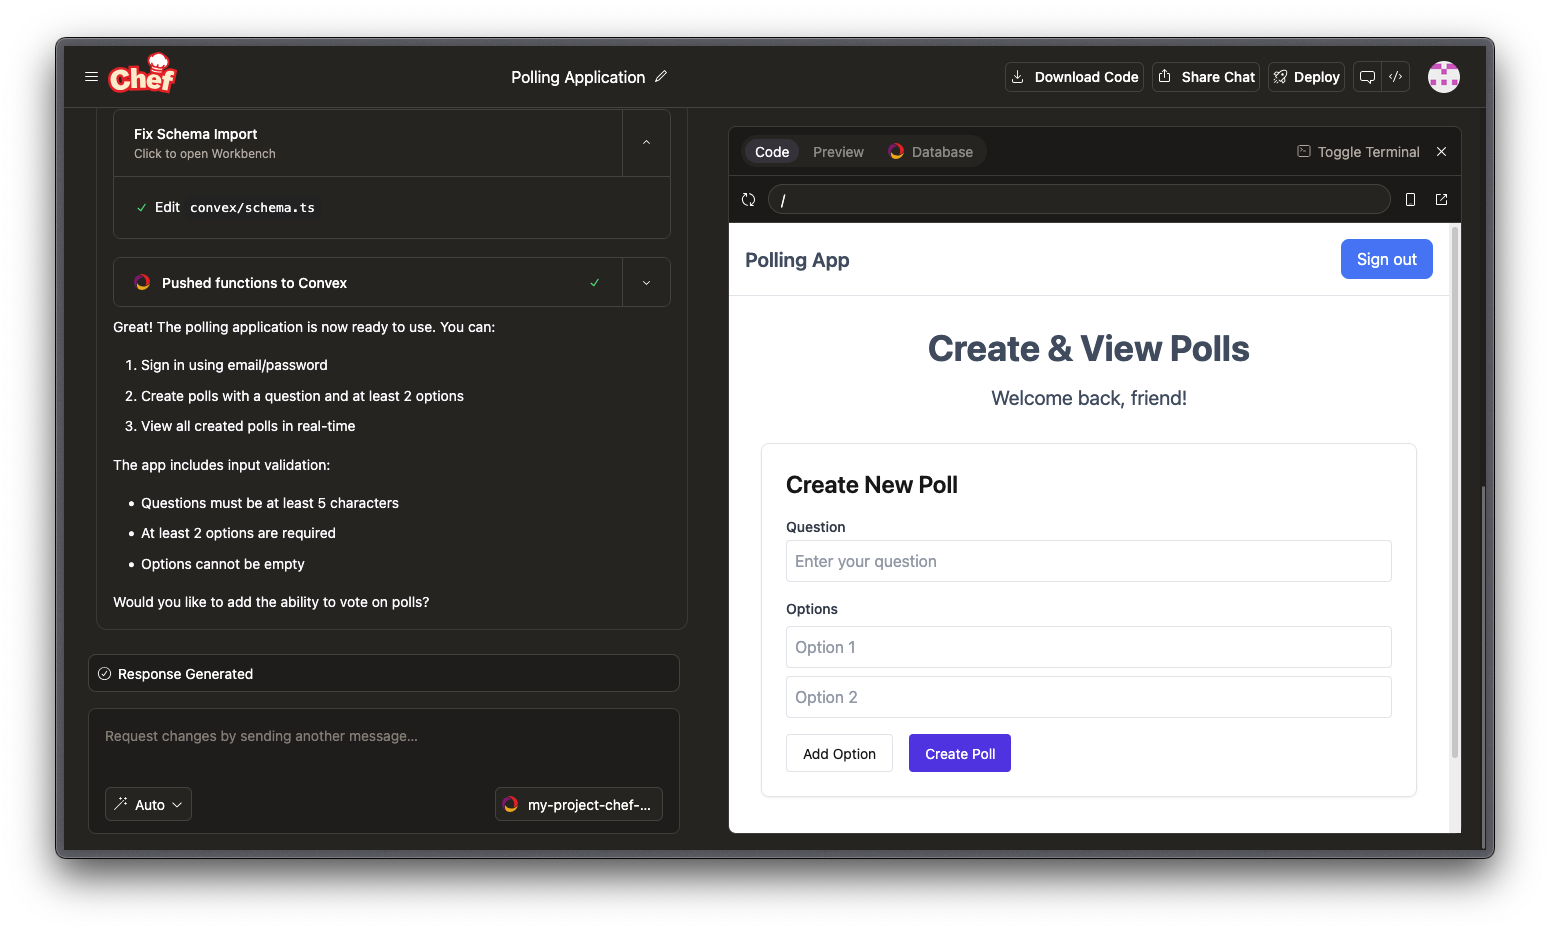 Chef
Polling Application
Download Code
Share Chat
Deploy
Fix Schema Import
Click to open Workbench
Edit convex/schema.ts
Pushed functions to Convex
Great! The polling application is now ready to use. You can:
1. Sign in using email/password
2. Create polls with a question and at least 2 options
3. View all created polls in real-time
The app includes input validation:
• Questions must be at least 5 characters
• At least 2 options are required
• Options cannot be empty
Would you like to add the ability to vote on polls?
Response Generated
Request changes by sending another message...
Auto
my-project-chef-...
Code
Preview
Database
Toggle Terminal
/
Polling App
Sign out
Create & View Polls
Welcome back, friend!
Create New Poll
Question
Enter your question
Options
Option 1
Option 2
Add Option
Create Poll